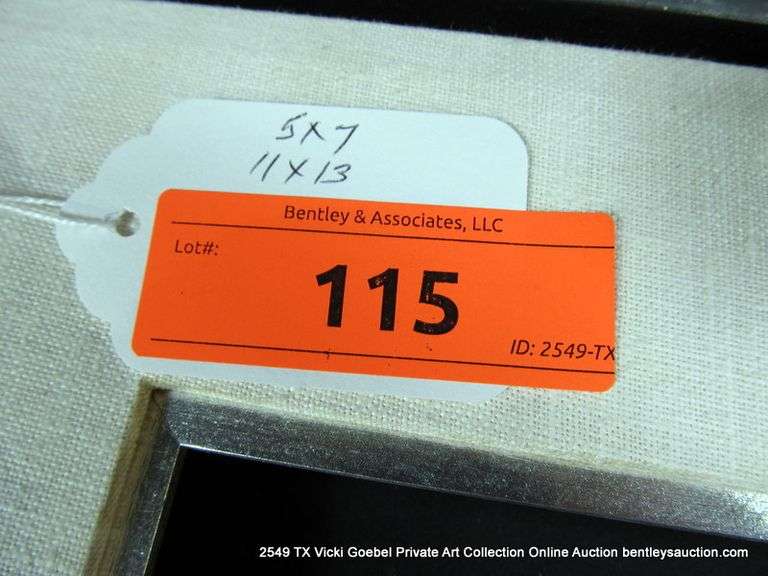 5x7
11x13
Bentley & Associates, LLC
Lot#:
115
ID: 2549-TX
2549 TX Vicki Goebel Private Art Collection Online Auction bentleysauction.com